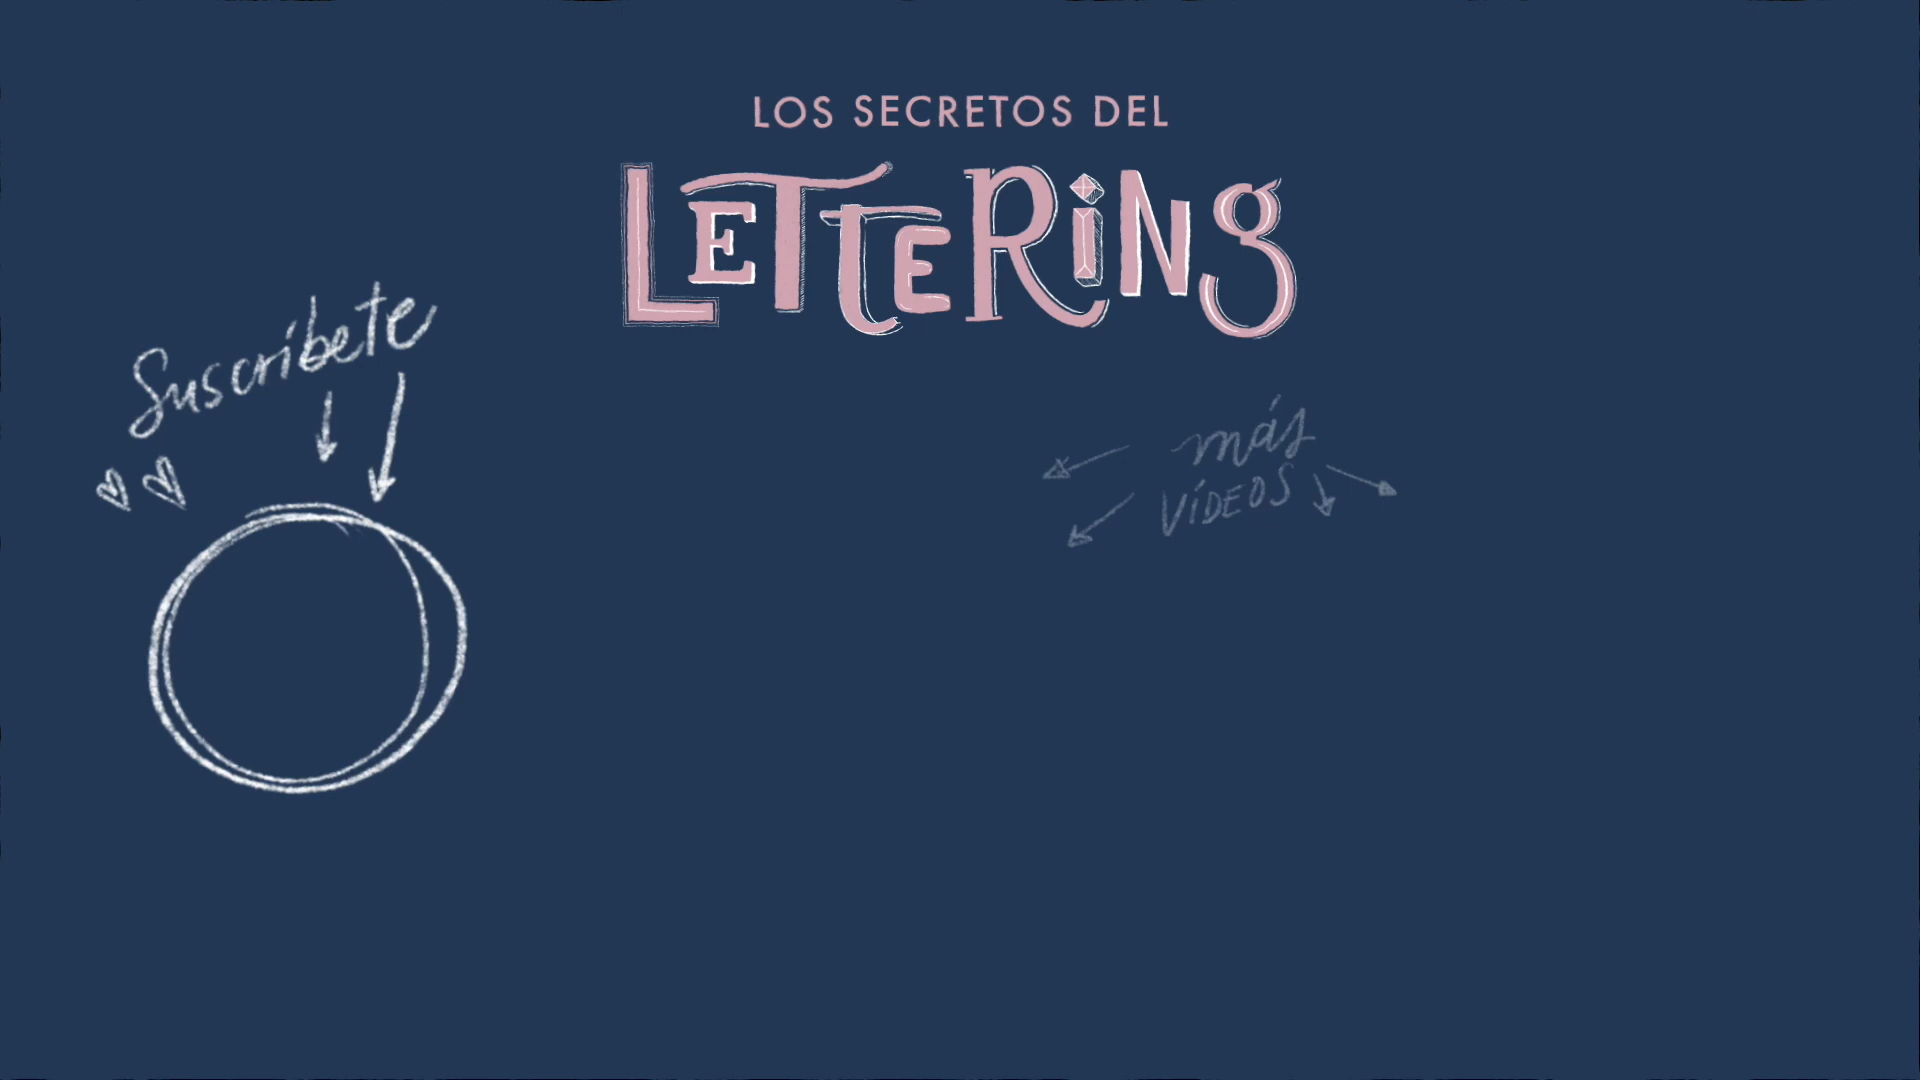 LOS SECRETOS DEL
LETTERiNg
Suscríbete
más
VÍDEOS